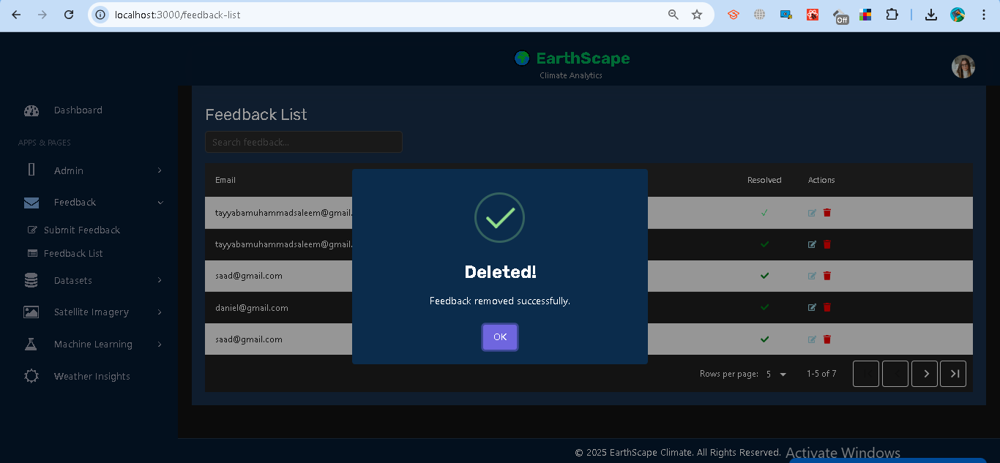 localhost:3000/feedback-list
Off
EarthScape
Climate Analytics
Dashboard
APPS & PAGES
Admin
Feedback
Submit Feedback
Feedback List
Datasets
Satellite Imagery
Machine Learning
Weather Insights
Feedback List
Search feedback...
Email Resolved Actions
tayyabamuhammadsaleem@gmail.
tayyabamuhammadsaleem@gmail.
saad@gmail.com
daniel@gmail.com
saad@gmail.com
Deleted!
Feedback removed successfully.
OK
Rows per page: 5 1-5 of 7
© 2025 EarthScape Climate. All Rights Reserved.
Activate Windows